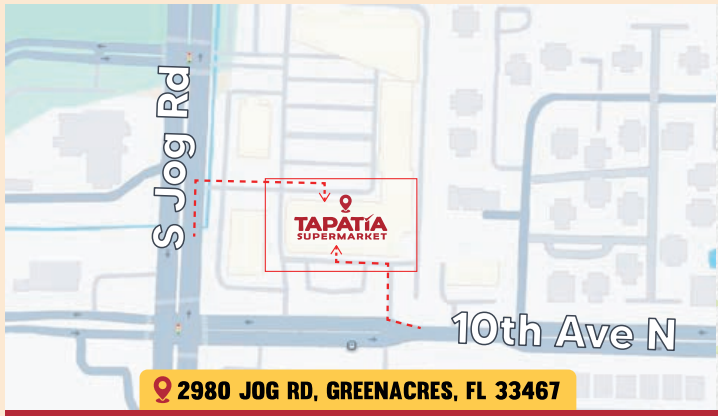 S Jog Rd
TAPATÍA
SUPERMARKET
10th Ave N
2980 JOG RD, GREENACRES, FL 33467